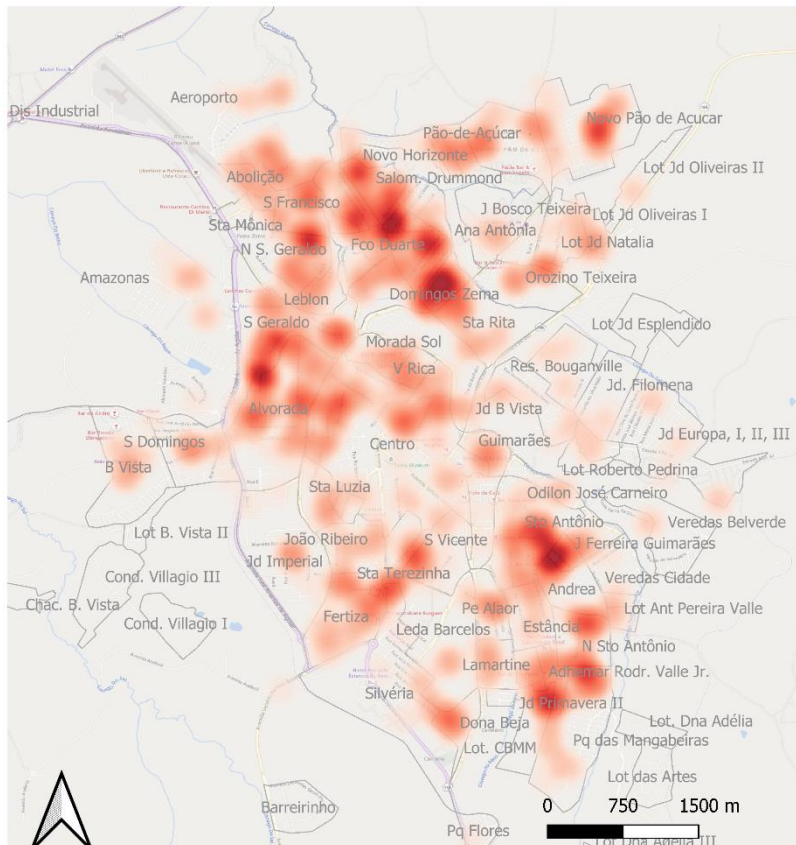 Aeroporto
Dis Industrial
Novo Pão de Acucar
Pão-de-Açúcar
Novo Horizonte
Lot Jd Oliveiras II
Abolição
Salom. Drummond
S Francisco
J Bosco Teixeira
Lot Jd Oliveiras I
Sta Mônica
Ana Antônia
N S. Geraldo
Fco Duarte
Lot Jd Natalia
Amazonas
Orozino Teixeira
Leblon
Domingos Zema
S Geraldo
Sta Rita
Lot Jd Esplendido
Morada Sol
V Rica
Res. Bouganville
Jd. Filomena
Alvorada
Jd B Vista
S Domingos
Centro
Guimarães
Jd Europa, I, II, III
B Vista
Lot Roberto Pedrina
Sta Luzia
Odilon José Carneiro
Lot B. Vista II
Sto Antônio
Veredas Belverde
João Ribeiro
S Vicente
J Ferreira Guimarães
Jd Imperial
Cond. Villagio III
Sta Terezinha
Veredas Cidade
Andrea
Chac. B. Vista
Pe Alaor
Lot Ant Pereira Valle
Fertiza
Cond. Villagio I
Leda Barcelos
Estância
N Sto Antônio
Lamartine
Adhemar Rodr. Valle Jr.
Silvéria
Jd Primavera II
Dona Beja
Lot. Dna Adélia
Lot. CBMM
Pq das Mangabeiras
Lot das Artes
Barreirinho
0 750 1500 m
Pq Flores
Lot Dna Adélia III